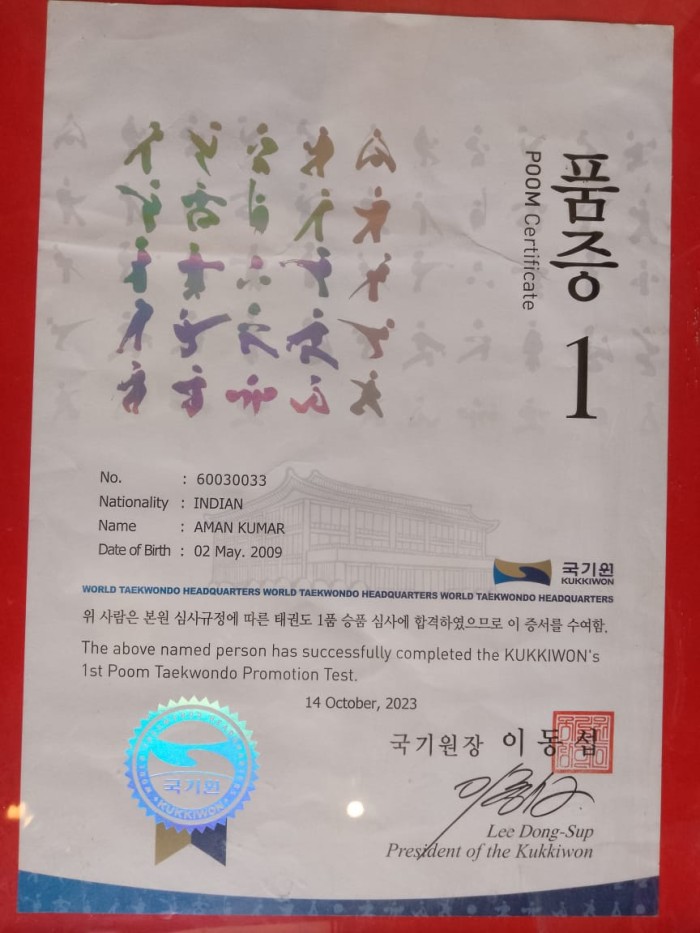 품증 1
POOM Certificate
No. : 60030033
Nationality : INDIAN
Name : AMAN KUMAR
Date of Birth : 02 May. 2009
국기원
KUKKIWON
WORLD TAEKWONDO HEADQUARTERS WORLD TAEKWONDO HEADQUARTERS WORLD TAEKWONDO HEADQUARTERS
위 사람은 본원 심사규정에 따른 태권도 1품 승품 심사에 합격하였으므로 이 증서를 수여함.
The above named person has successfully completed the KUKKIWON's
1st Poom Taekwondo Promotion Test.
14 October, 2023
국기원장 이동섭
Lee Dong-Sup
President of the Kukkiwon
국기원
KUKKIWON